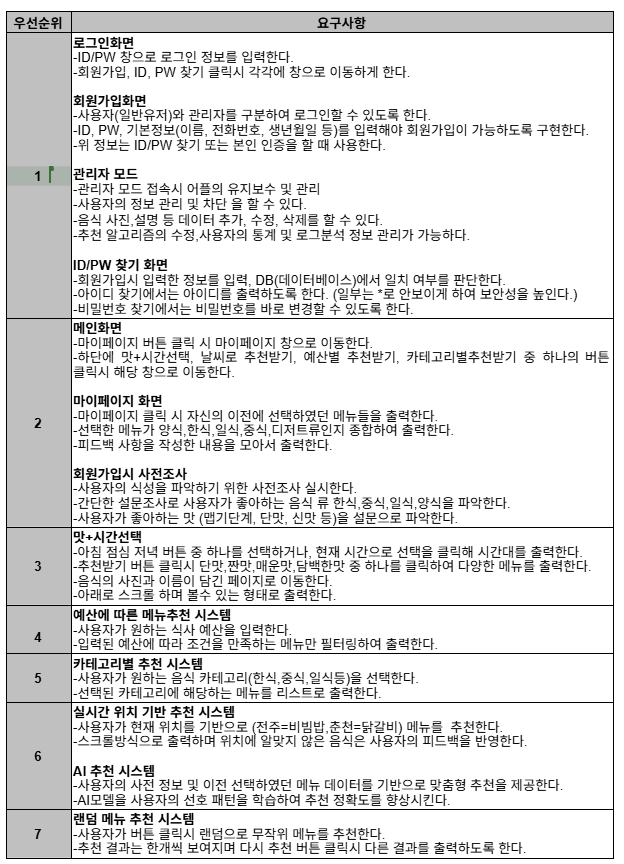 우선순위 요구사항
로그인화면
-ID/PW 창으로 로그인 정보를 입력한다.
-회원가입, ID, PW 찾기 클릭시 각각에 창으로 이동하게 한다.
회원가입화면
-사용자(일반유저)와 관리자를 구분하여 로그인할 수 있도록 한다.
-ID, PW, 기본정보(이름, 전화번호, 생년월일 등)를 입력해야 회원가입이 가능하도록 구현한다.
-위 정보는 ID/PW 찾기 또는 본인 인증을 할 때 사용한다.
1
관리자 모드
-관리자 모드 접속시 어플의 유지보수 및 관리
-사용자의 정보 관리 및 차단 을 할 수 있다.
-음식 사진,설명 등 데이터 추가, 수정, 삭제를 할 수 있다.
-추천 알고리즘의 수정,사용자의 통계 및 로그분석 정보 관리가 가능하다.
ID/PW 찾기 화면
-회원가입시 입력한 정보를 입력, DB(데이터베이스)에서 일치 여부를 판단한다.
-아이디 찾기에서는 아이디를 출력하도록 한다. (일부는 *로 안보이게 하여 보안성을 높인다.)
-비밀번호 찾기에서는 비밀번호를 바로 변경할 수 있도록 한다.
메인화면
-마이페이지 버튼 클릭 시 마이페이지 창으로 이동한다.
-하단에 맛+시간선택, 날씨로 추천받기, 예산별 추천받기, 카테고리별추천받기 중 하나의 버튼
클릭시 해당 창으로 이동한다.
2
마이페이지 화면
-마이페이지 클릭 시 자신의 이전에 선택하였던 메뉴들을 출력한다.
-선택한 메뉴가 양식,한식,일식,중식,디저트류인지 종합하여 출력한다.
-피드백 사항을 작성한 내용을 모아서 출력한다.
회원가입시 사전조사
-사용자의 식성을 파악하기 위한 사전조사 실시한다.
-간단한 설문조사로 사용자가 좋아하는 음식 류 한식,중식,일식,양식을 파악한다.
-사용자가 좋아하는 맛 (맵기단계, 단맛, 신맛 등)을 설문으로 파악한다.
3
맛+시간선택
-아침 점심 저녁 버튼 중 하나를 선택하거나, 현재 시간으로 선택을 클릭해 시간대를 출력한다.
-추천받기 버튼 클릭시 단맛,짠맛,매운맛,담백한맛 중 하나를 클릭하여 다양한 메뉴를 출력한다.
-음식의 사진과 이름이 담긴 페이지로 이동한다.
-아래로 스크롤 하며 볼수 있는 형태로 출력한다.
4
예산에 따른 메뉴추천 시스템
-사용자가 원하는 식사 예산을 입력한다.
-입력된 예산에 따라 조건을 만족하는 메뉴만 필터링하여 출력한다.
5
카테고리별 추천 시스템
-사용자가 원하는 음식 카테고리(한식,중식,일식등)을 선택한다.
-선택된 카테고리에 해당하는 메뉴를 리스트로 출력한다.
6
실시간 위치 기반 추천 시스템
-사용자가 현재 위치를 기반으로 (전주=비빔밥,춘천=닭갈비) 메뉴를 추천한다.
-스크롤방식으로 출력하며 위치에 알맞지 않은 음식은 사용자의 피드백을 반영한다.
AI 추천 시스템
-사용자의 사전 정보 및 이전 선택하였던 메뉴 데이터를 기반으로 맞춤형 추천을 제공한다.
-AI모델을 사용자의 선호 패턴을 학습하여 추천 정확도를 향상시킨다.
7
랜덤 메뉴 추천 시스템
-사용자가 버튼 클릭시 랜덤으로 무작위 메뉴를 추천한다.
-추천 결과는 한개씩 보여지며 다시 추천 버튼 클릭시 다른 결과를 출력하도록 한다.